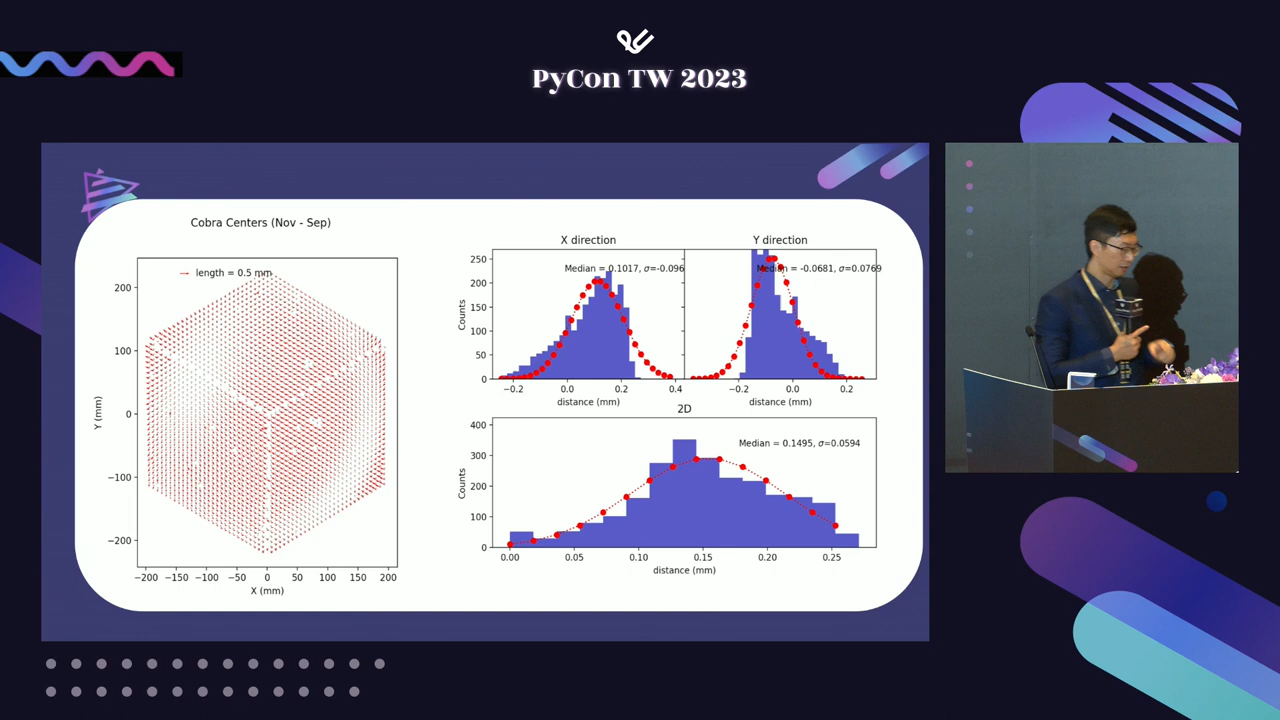 PyCon TW 2023
Cobra Centers (Nov - Sep)
length = 0.5 mm
200
100
0
−100
−200
Y (mm)
−200 −150 −100 −50 0 50 100 150 200
X (mm)
X direction
Median = 0.1017, σ=-0.096
250
200
150
100
50
0
Counts
−0.2 0.0 0.2 0.4
distance (mm)
Y direction
Median = -0.0681, σ=0.0769
−0.2 0.0 0.2
distance (mm)
2D
Median = 0.1495, σ=0.0594
400
300
200
100
0
Counts
0.00 0.05 0.10 0.15 0.20 0.25
distance (mm)